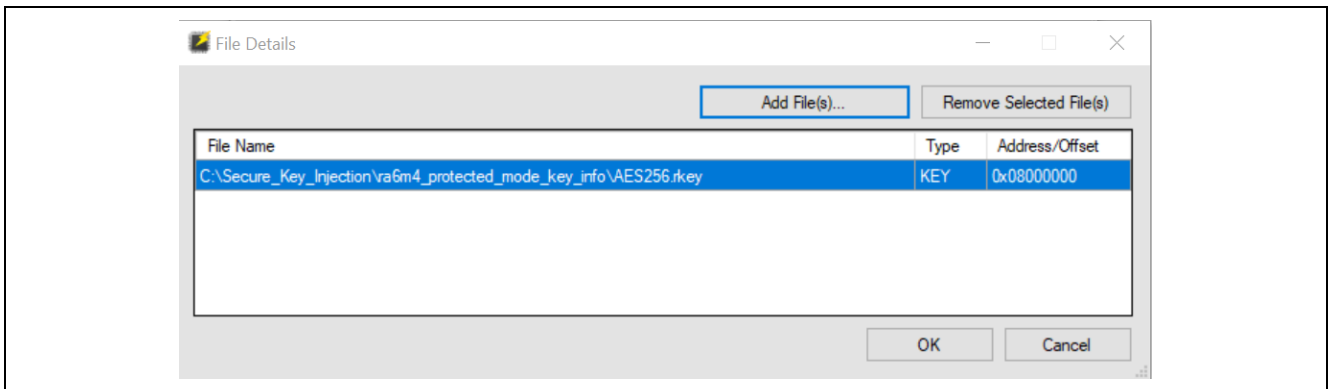 File Details
Add File(s)...
Remove Selected File(s)
File Name
Type
Address/Offset
C:\Secure_Key_Injection\ra6m4_protected_mode_key_info\AES256.rkey
KEY
0x08000000
OK
Cancel